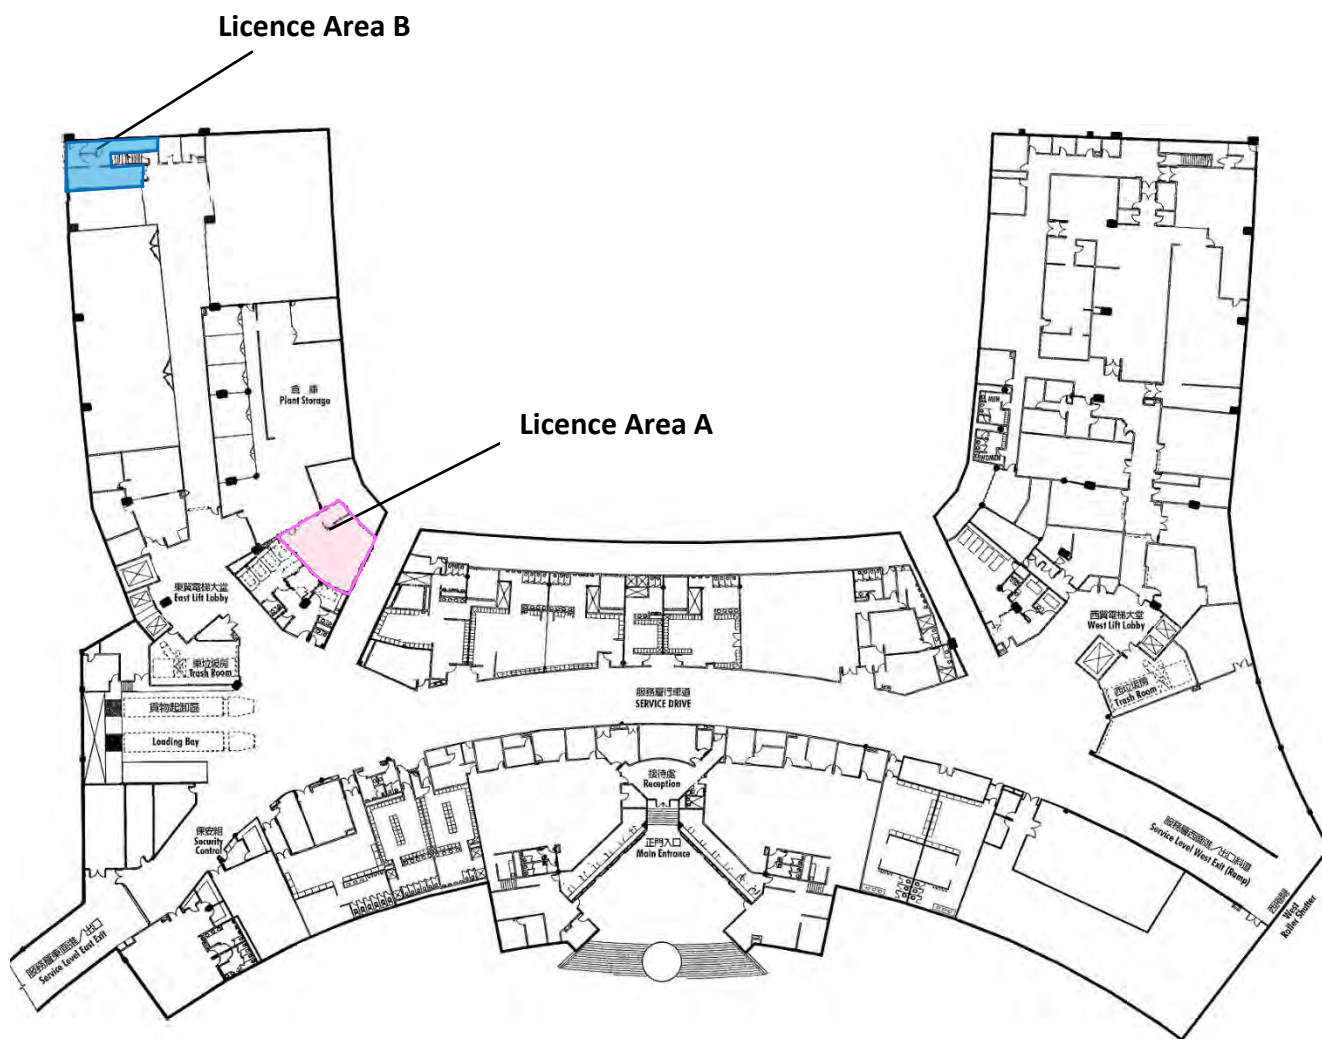 Licence Area B
倉 庫
Plant Storage
Licence Area A
MEN
WOMEN
東翼電梯大堂
East Lift Lobby
西翼電梯大堂
West Lift Lobby
東垃圾房
Trash Room
西垃圾房
Trash Room
服務層行車道
SERVICE DRIVE
貨物起卸區
Loading Bay
接待處
Reception
保安組
Security
Control
正門入口
Main Entrance
服務層西面進／出口斜道
Service Level West Exit (Ramp)
West
Roller Shutter
服務層東面進／出口
Service Level East Exit